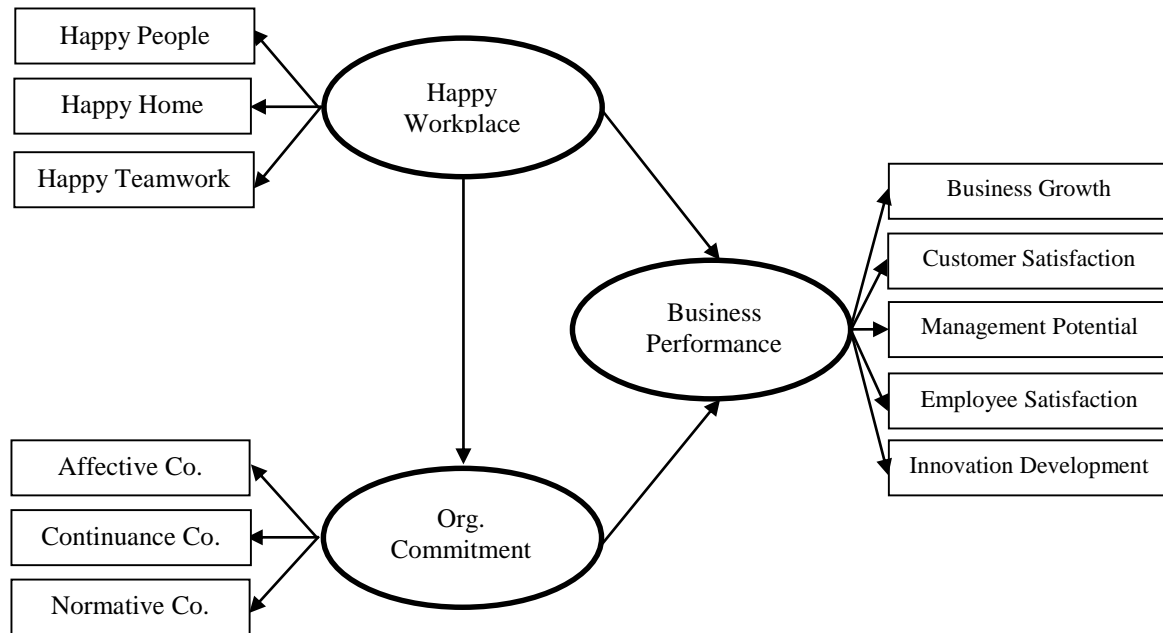 Happy People
Happy Home
Happy Teamwork
Happy
Workplace
Business
Performance
Business Growth
Customer Satisfaction
Management Potential
Employee Satisfaction
Innovation Development
Affective Co.
Continuance Co.
Normative Co.
Org.
Commitment